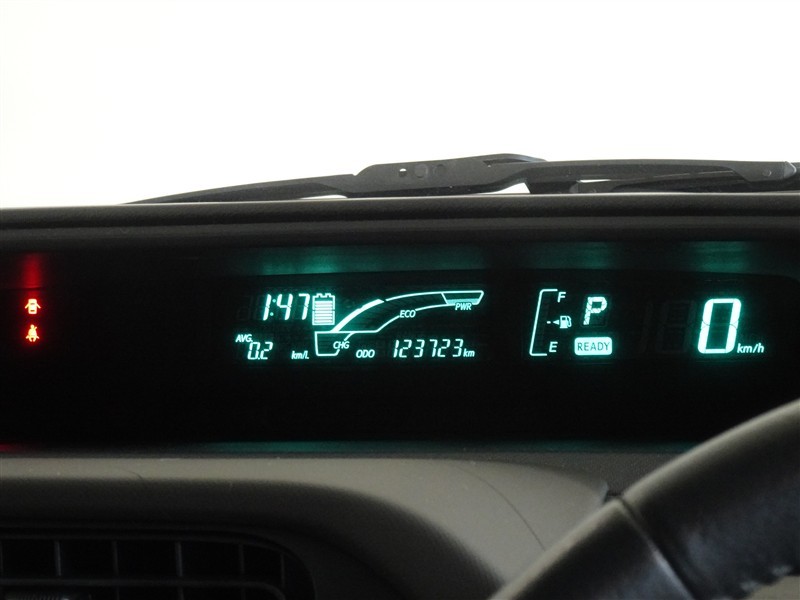 1:47
ECO
PWR
AVG.
0.2 km/L
CHG
ODO 123723 km
F
E
P
READY
0 km/h